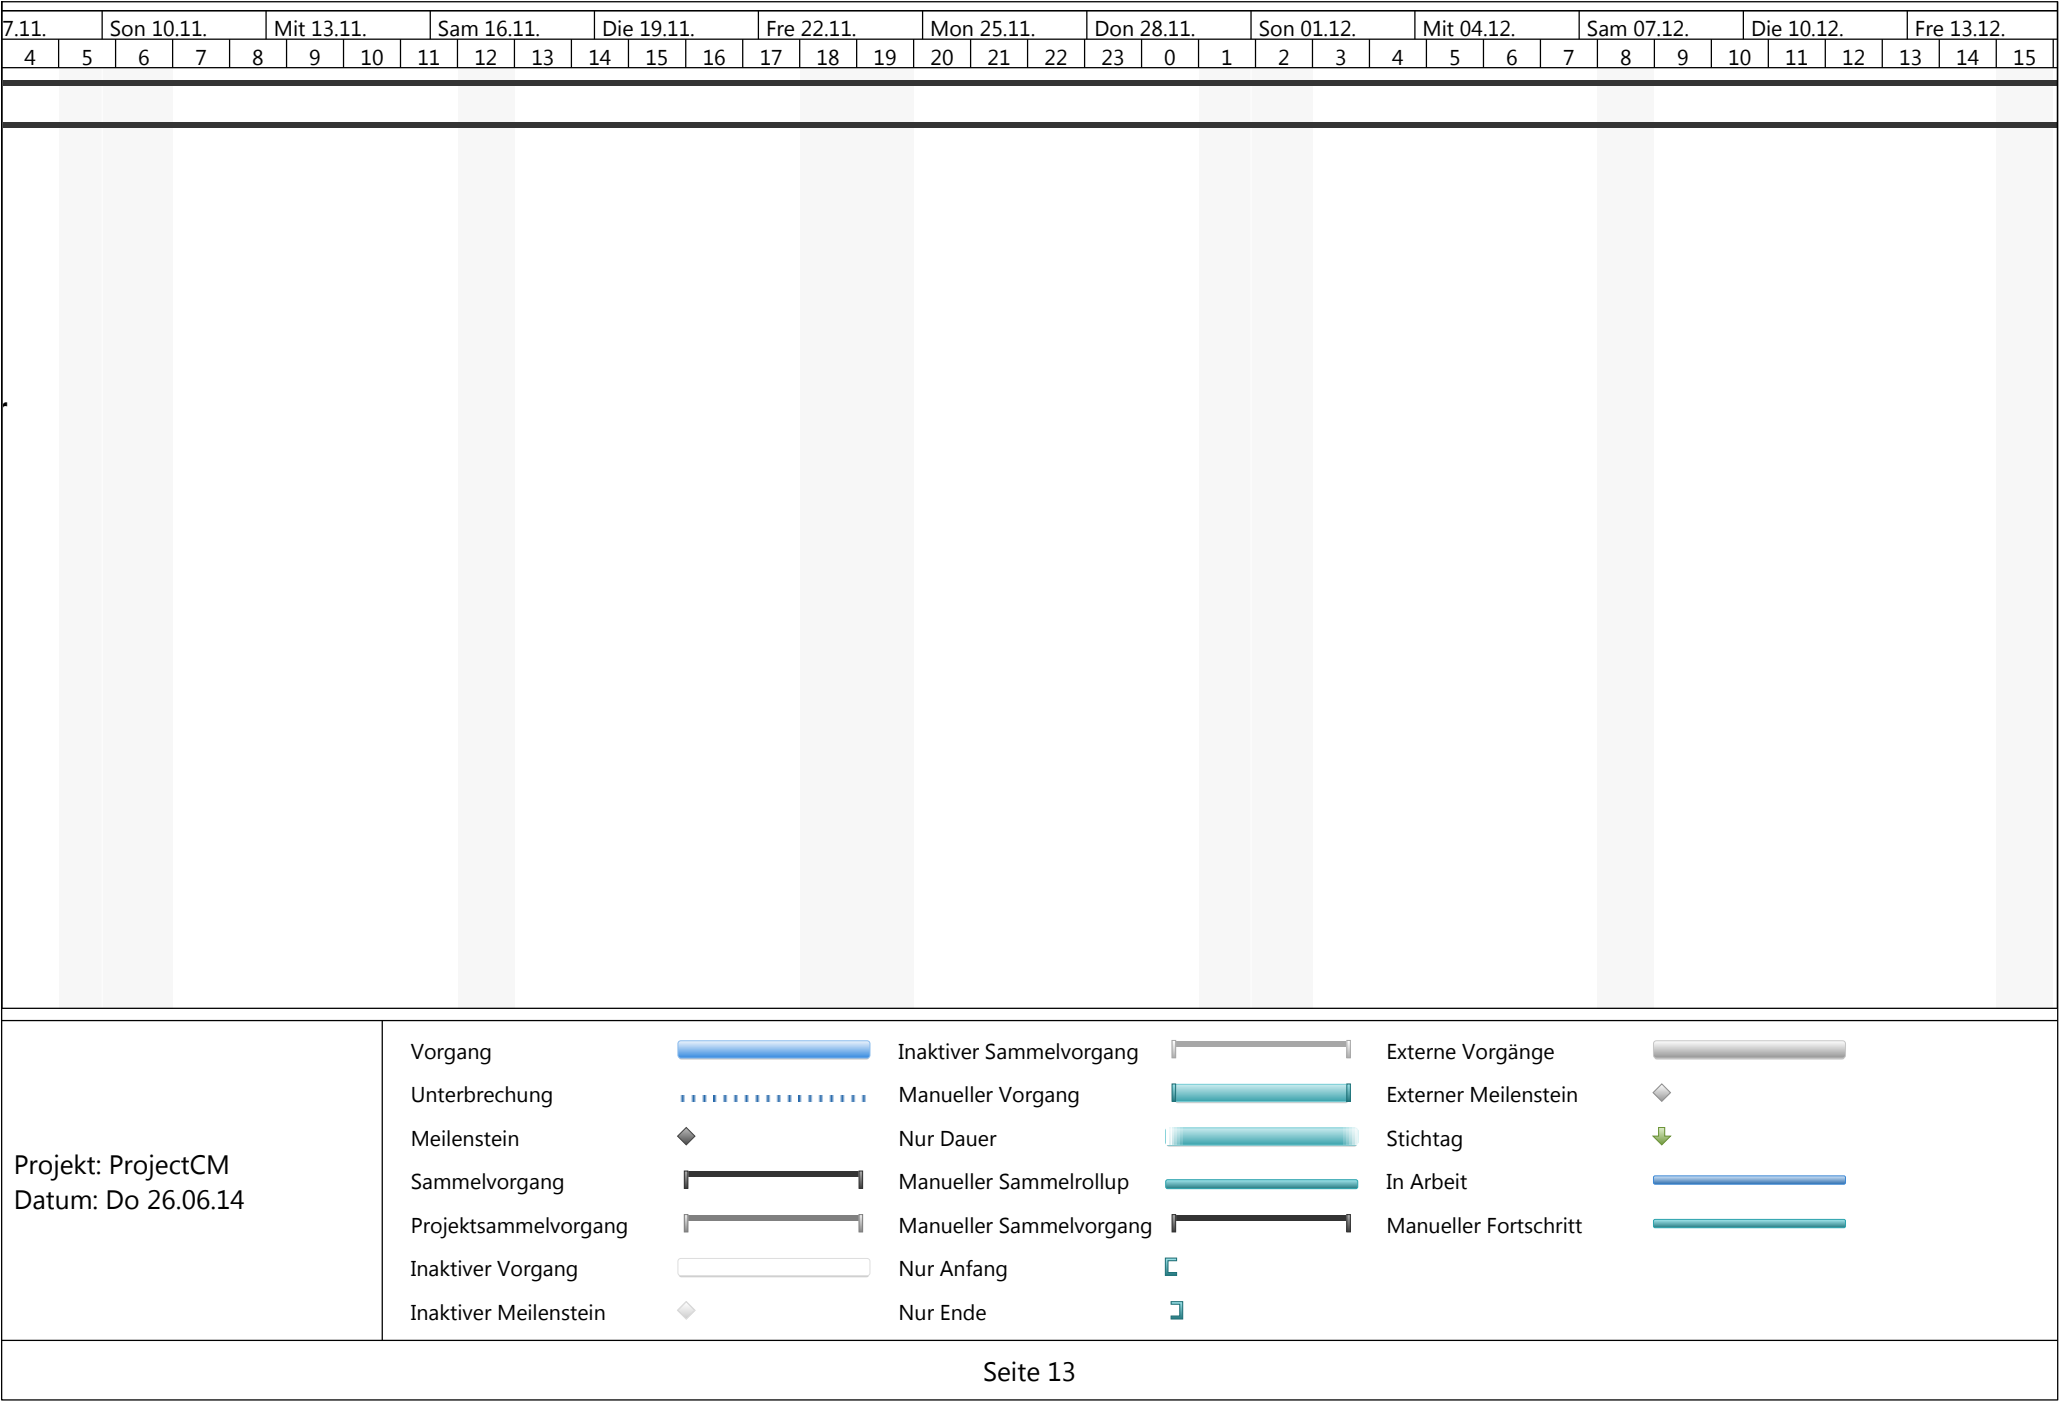 7.11. Son 10.11. Mit 13.11. Sam 16.11. Die 19.11. Fre 22.11. Mon 25.11. Don 28.11. Son 01.12. Mit 04.12. Sam 07.12. Die 10.12. Fre 13.12.
4 5 6 7 8 9 10 11 12 13 14 15 16 17 18 19 20 21 22 23 0 1 2 3 4 5 6 7 8 9 10 11 12 13 14 15
Projekt: ProjectCM
Datum: Do 26.06.14
Vorgang
Unterbrechung
Meilenstein
Sammelvorgang
Projektsammelvorgang
Inaktiver Vorgang
Inaktiver Meilenstein
Inaktiver Sammelvorgang
Manueller Vorgang
Nur Dauer
Manueller Sammelrollup
Manueller Sammelvorgang
Nur Anfang
Nur Ende
Externe Vorgänge
Externer Meilenstein
Stichtag
In Arbeit
Manueller Fortschritt
Seite 13